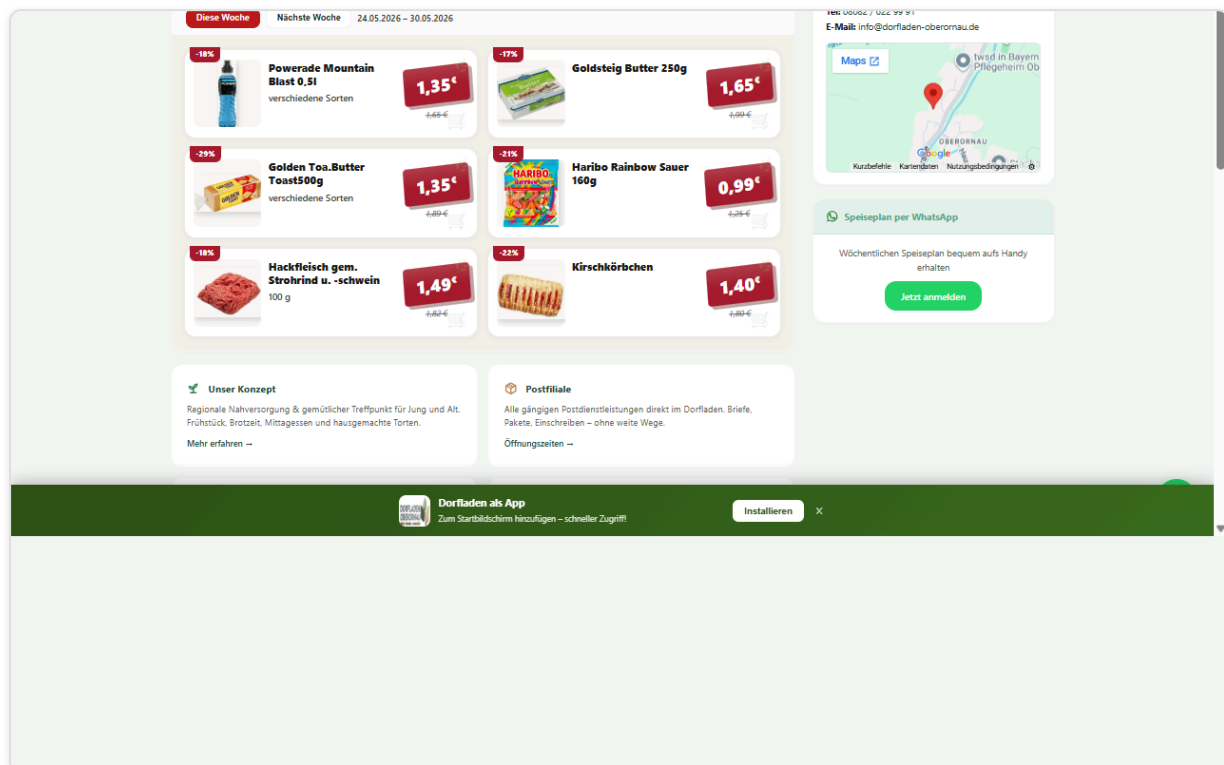 Diese Woche
Nächste Woche
24.05.2026 – 30.05.2026
-18%
Powerade Mountain
Blast 0,5l
verschiedene Sorten
1,35€
1,65 €
-17%
Goldsteig Butter 250g
1,65€
1,99 €
-29%
Golden Toa.Butter
Toast500g
verschiedene Sorten
1,35€
1,89 €
-21%
HARIBO
Haribo Rainbow Sauer
160g
0,99€
1,25 €
-18%
Hackfleisch gem.
Strohrind u. -schwein
100 g
1,49€
1,82 €
-22%
Kirschkörbchen
1,40€
1,80 €
Unser Konzept
Regionale Nahversorgung & gemütlicher Treffpunkt für Jung und Alt.
Frühstück, Brotzeit, Mittagessen und hausgemachte Torten.
Mehr erfahren →
Postfiliale
Alle gängigen Postdienstleistungen direkt im Dorfladen. Briefe,
Pakete, Einschreiben – ohne weite Wege.
Öffnungszeiten →
Tel: 08082 / 622 99 91
E-Mail: info@dorfladen-oberornau.de
Maps
twsd in Bayern
Pflegeheim Ob
OBERORNAU
Google
Kurzbefehle
Kartendaten
Nutzungsbedingungen
Speiseplan per WhatsApp
Wöchentlichen Speiseplan bequem aufs Handy
erhalten
Jetzt anmelden
Dorfladen als App
Zum Startbildschirm hinzufügen – schneller Zugriff!
Installieren
X